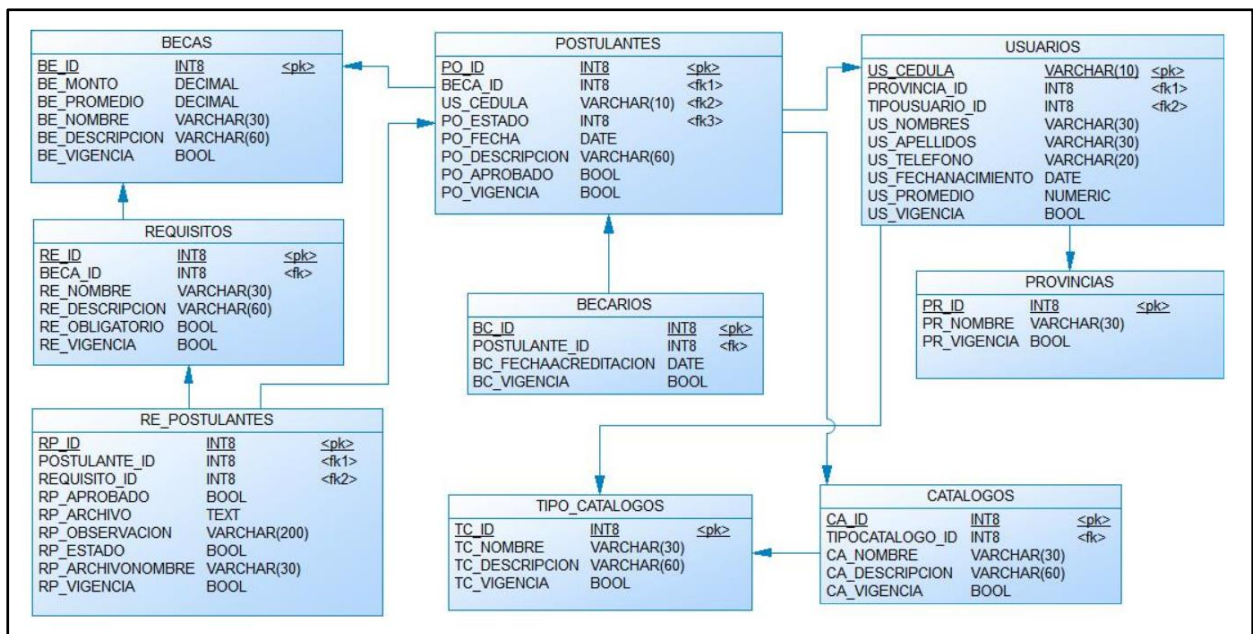 BECAS
BE_ID INT8 <pk>
BE_MONTO DECIMAL
BE_PROMEDIO DECIMAL
BE_NOMBRE VARCHAR(30)
BE_DESCRIPCION VARCHAR(60)
BE_VIGENCIA BOOL
POSTULANTES
PO_ID INT8 <pk>
BECA_ID INT8 <fk1>
US_CEDULA VARCHAR(10) <fk2>
PO_ESTADO INT8 <fk3>
PO_FECHA DATE
PO_DESCRIPCION VARCHAR(60)
PO_APROBADO BOOL
PO_VIGENCIA BOOL
USUARIOS
US_CEDULA VARCHAR(10) <pk>
PROVINCIA_ID INT8 <fk1>
TIPOUSUARIO_ID INT8 <fk2>
US_NOMBRES VARCHAR(30)
US_APELLIDOS VARCHAR(30)
US_TELEFONO VARCHAR(20)
US_FECHANACIMIENTO DATE
US_PROMEDIO NUMERIC
US_VIGENCIA BOOL
REQUISITOS
RE_ID INT8 <pk>
BECA_ID INT8 <fk>
RE_NOMBRE VARCHAR(30)
RE_DESCRIPCION VARCHAR(60)
RE_OBLIGATORIO BOOL
RE_VIGENCIA BOOL
BECARIOS
BC_ID INT8 <pk>
POSTULANTE_ID INT8 <fk>
BC_FECHAACREDITACION DATE
BC_VIGENCIA BOOL
PROVINCIAS
PR_ID INT8 <pk>
PR_NOMBRE VARCHAR(30)
PR_VIGENCIA BOOL
RE_POSTULANTES
RP_ID INT8 <pk>
POSTULANTE_ID INT8 <fk1>
REQUISITO_ID INT8 <fk2>
RP_APROBADO BOOL
RP_ARCHIVO TEXT
RP_OBSERVACION VARCHAR(200)
RP_ESTADO BOOL
RP_ARCHIVONOMBRE VARCHAR(30)
RP_VIGENCIA BOOL
TIPO_CATALOGOS
TC_ID INT8 <pk>
TC_NOMBRE VARCHAR(30)
TC_DESCRIPCION VARCHAR(60)
TC_VIGENCIA BOOL
CATALOGOS
CA_ID INT8 <pk>
TIPOCATALOGO_ID INT8 <fk>
CA_NOMBRE VARCHAR(30)
CA_DESCRIPCION VARCHAR(60)
CA_VIGENCIA BOOL